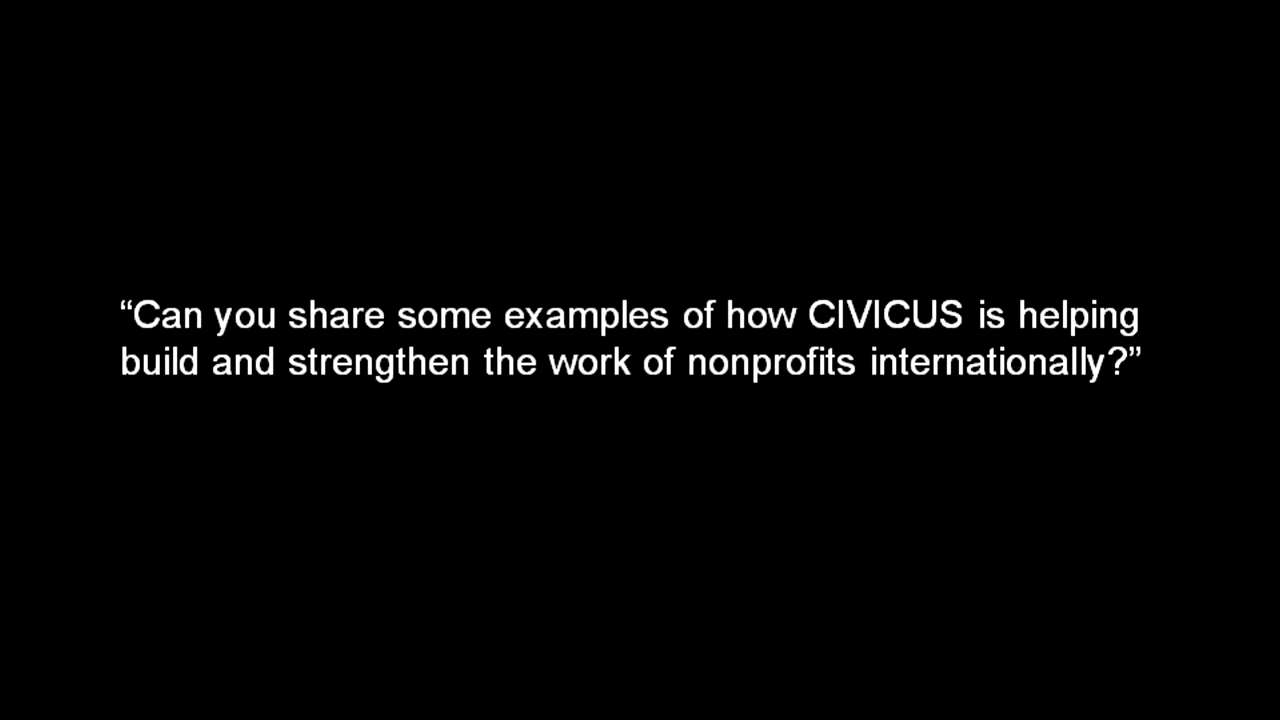 “Can you share some examples of how CIVICUS is helping
build and strengthen the work of nonprofits internationally?”